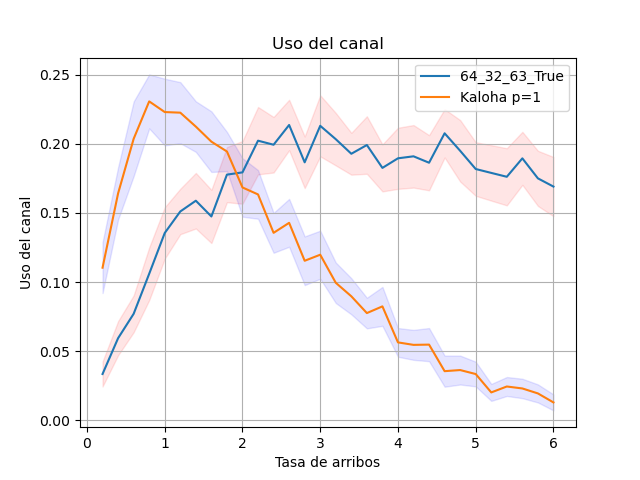 Uso del canal
64_32_63_True
Kaloha p=1
Uso del canal
0.25
0.20
0.15
0.10
0.05
0.00
0 1 2 3 4 5 6
Tasa de arribos